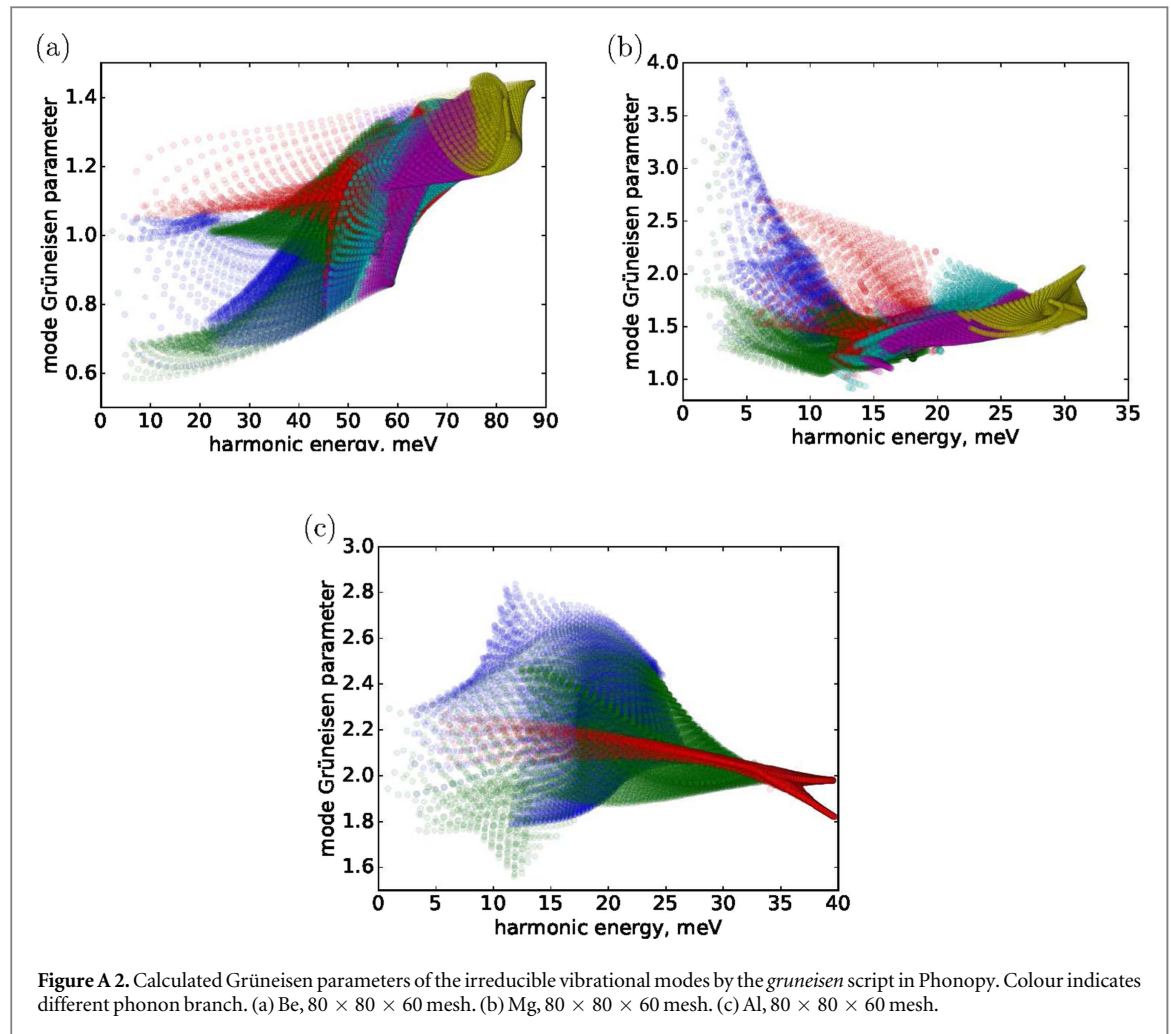 (a)
1.4
1.2
1.0
0.8
0.6
mode Grüneisen parameter
0 10 20 30 40 50 60 70 80 90
harmonic energy, meV
(b)
4.0
3.5
3.0
2.5
2.0
1.5
1.0
mode Grüneisen parameter
0 5 10 15 20 25 30 35
harmonic energy, meV
(c)
3.0
2.8
2.6
2.4
2.2
2.0
1.8
1.6
mode Grüneisen parameter
0 5 10 15 20 25 30 35 40
harmonic energy, meV
Figure A 2. Calculated Grüneisen parameters of the irreducible vibrational modes by the gruneisen script in Phonopy. Colour indicates
different phonon branch. (a) Be, 80 × 80 × 60 mesh. (b) Mg, 80 × 80 × 60 mesh. (c) Al, 80 × 80 × 60 mesh.